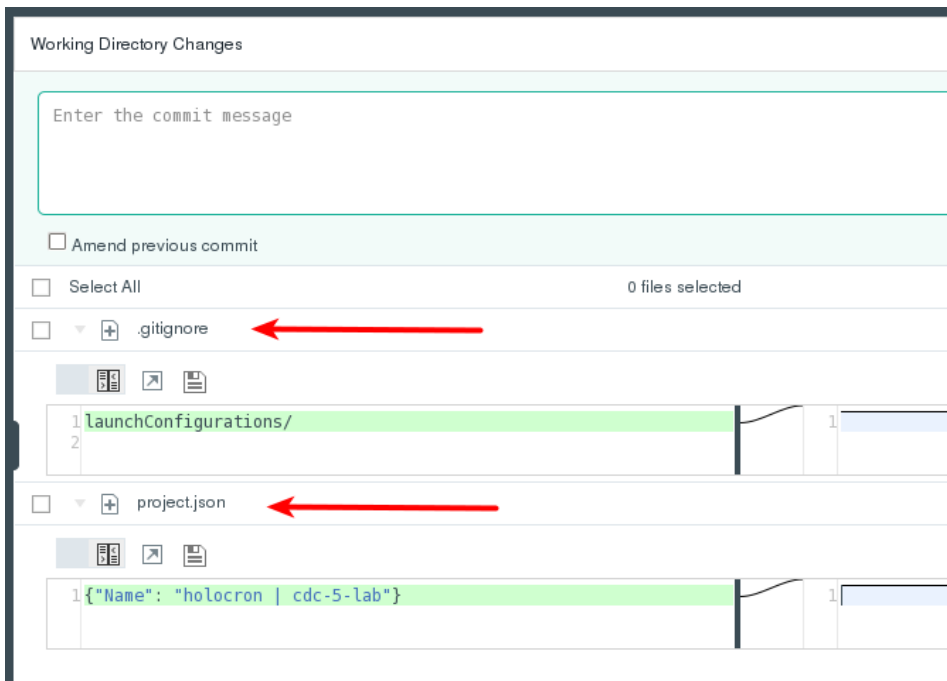 Working Directory Changes
Enter the commit message
Amend previous commit
Select All 0 files selected
.gitignore
1 launchConfigurations/ 1
2
project.json
1 {"Name": "holocron | cdc-5-lab"} 1